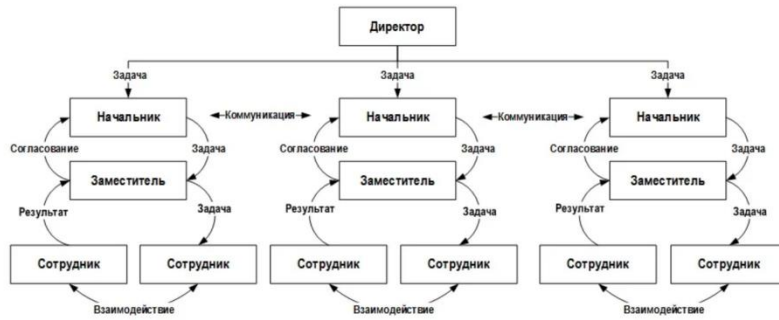 Директор
Задача Задача Задача
Начальник Коммуникация Начальник Коммуникация Начальник
Согласование Задача Согласование Задача Согласование Задача
Заместитель Заместитель Заместитель
Результат Задача Результат Задача Результат Задача
Сотрудник Сотрудник Сотрудник Сотрудник Сотрудник Сотрудник
Взаимодействие Взаимодействие Взаимодействие